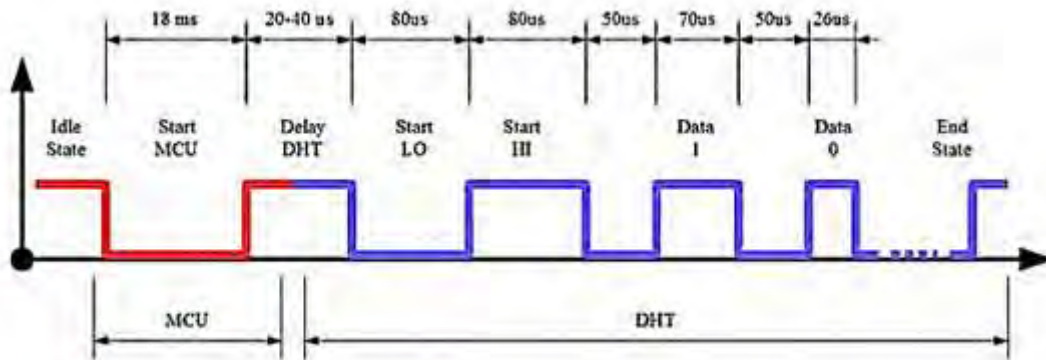 18 ms 20-40 us 80us 80us 50us 70us 50us 26us
Idle State
Start MCU
Delay DHT
Start LO
Start HI
Data 1
Data 0
End State
MCU DHT